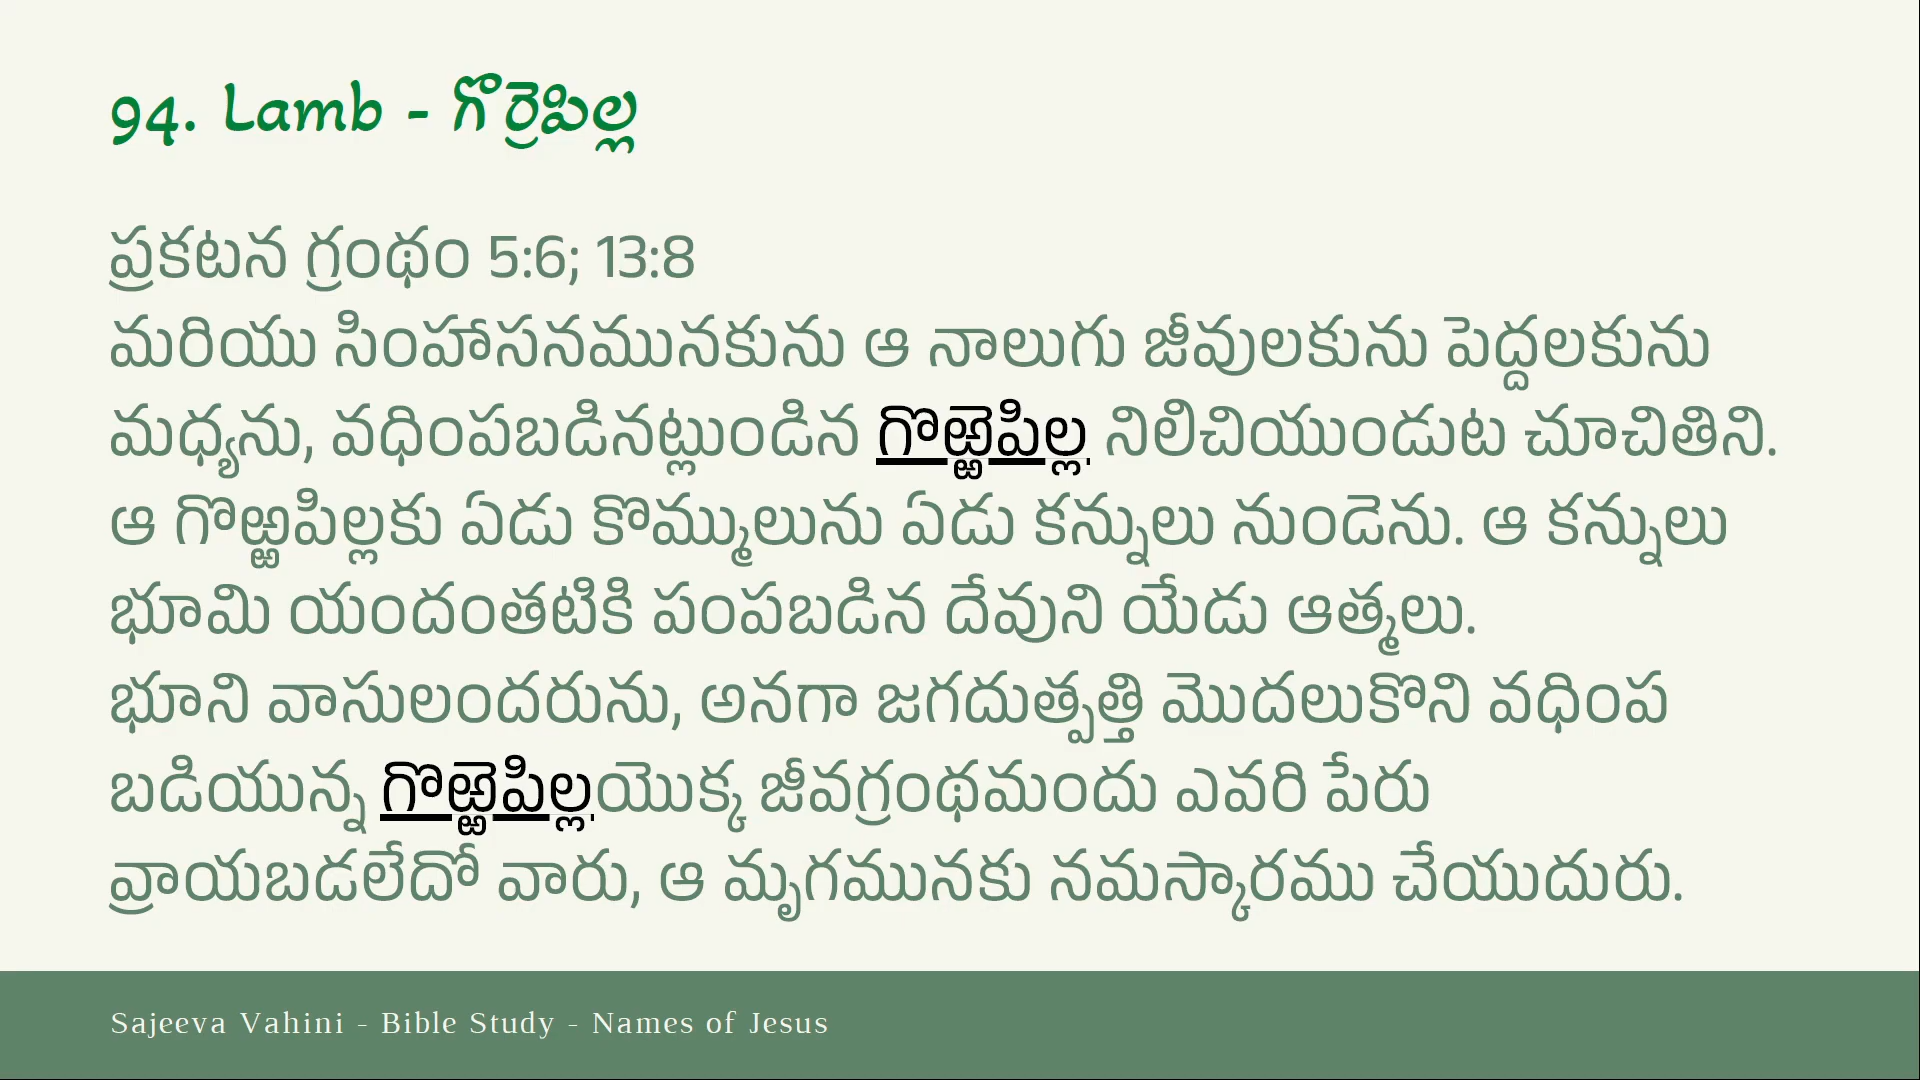 94. Lamb - గొర్రెపిల్ల
ప్రకటన గ్రంథం 5:6; 13:8
మరియు సింహాసనమునకును ఆ నాలుగు జీవులకును పెద్దలకును
మధ్యను, వధింపబడినట్లుండిన గొఱ్ఱెపిల్ల నిలిచియుండుట చూచితిని.
ఆ గొఱ్ఱపిల్లకు ఏడు కొమ్ములును ఏడు కన్నులు నుండెను. ఆ కన్నులు
భూమి యందంతటికి పంపబడిన దేవుని యేడు ఆత్మలు.
భూని వాసులందరును, అనగా జగదుత్పత్తి మొదలుకొని వధింప
బడియున్న గొఱ్ఱెపిల్లయొక్క జీవగ్రంథమందు ఎవరి పేరు
వ్రాయబడలేదో వారు, ఆ మృగమునకు నమస్కారము చేయుదురు.
Sajeeva Vahini - Bible Study - Names of Jesus